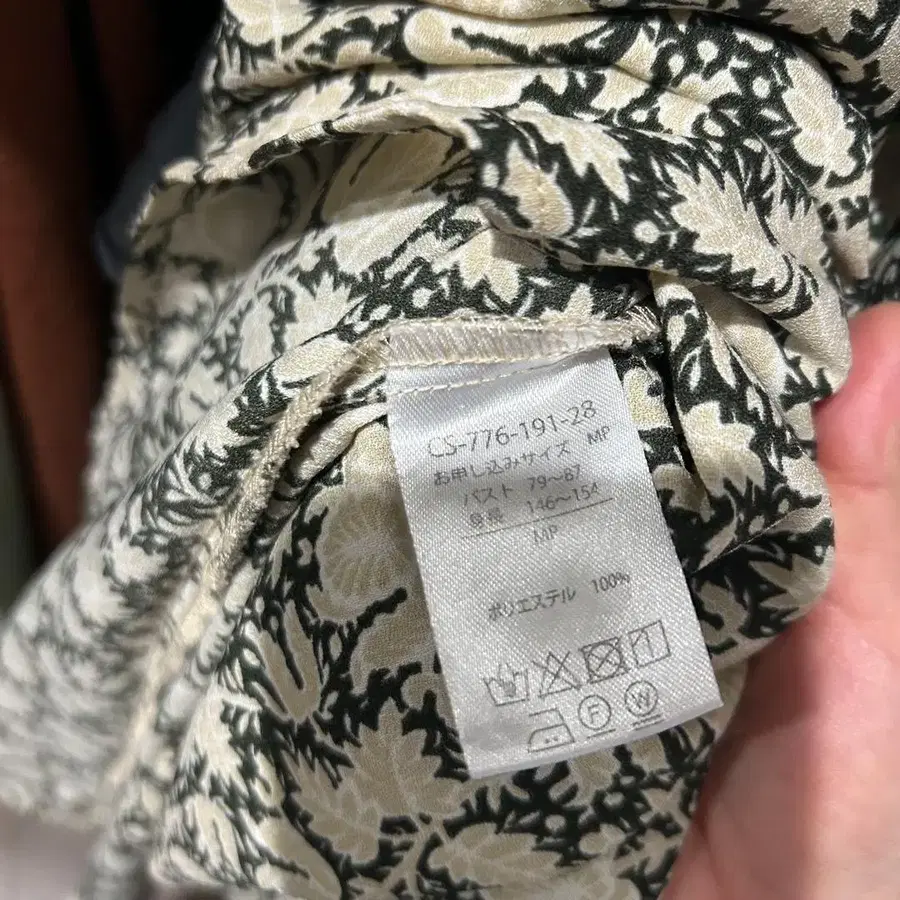 CS-776-191-28
お申し込みサイズ MP
バスト 79～87
身長 146～154
MP
ポリエステル 100%
F W